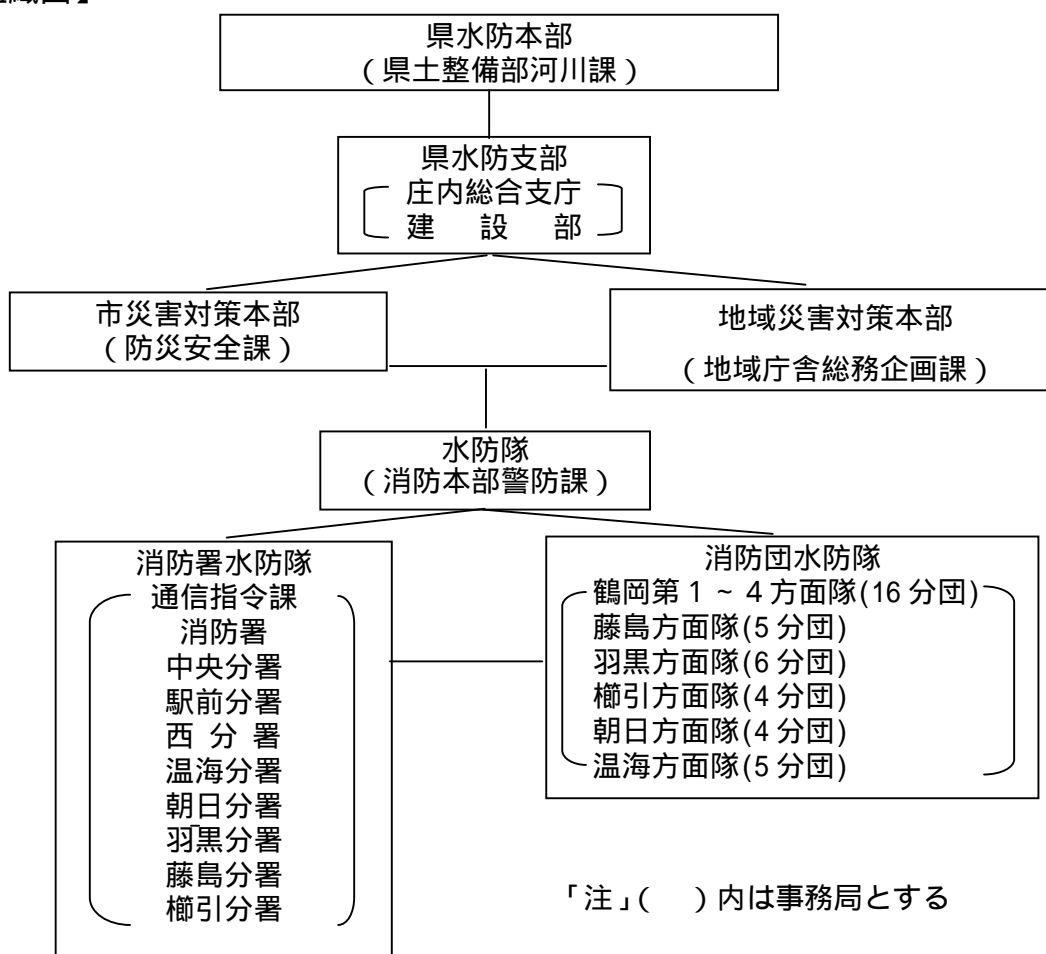 県水防本部
(県土整備部河川課)
県水防支部
庄内総合支庁
建 設 部
市災害対策本部
(防災安全課)
地域災害対策本部
(地域庁舎総務企画課)
水防隊
(消防本部警防課)
消防署水防隊
通信指令課
消防署
中央分署
駅前分署
西 分 署
温海分署
朝日分署
羽黒分署
藤島分署
櫛引分署
消防団水防隊
鶴岡第1~4方面隊(16分団)
藤島方面隊(5分団)
羽黒方面隊(6分団)
櫛引方面隊(4分団)
朝日方面隊(4分団)
温海方面隊(5分団)
「注」(　)内は事務局とする